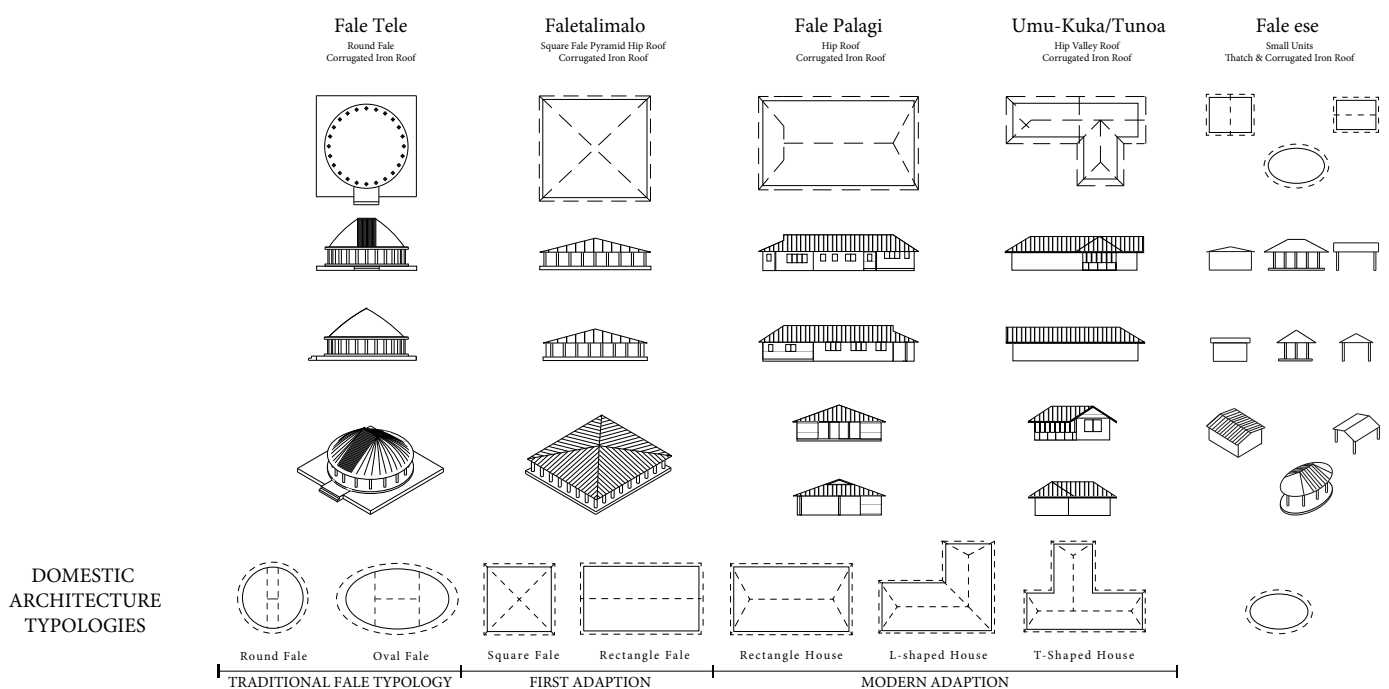 Fale Tele
Round Fale
Corrugated Iron Roof
Faletalimalo
Square Fale Pyramid Hip Roof
Corrugated Iron Roof
Fale Palagi
Hip Roof
Corrugated Iron Roof
Umu-Kuka/Tunoa
Hip Valley Roof
Corrugated Iron Roof
Fale ese
Small Units
Thatch & Corrugated Iron Roof
DOMESTIC
ARCHITECTURE
TYPOLOGIES
Round Fale
Oval Fale
Square Fale
Rectangle Fale
Rectangle House
L-shaped House
T-Shaped House
TRADITIONAL FALE TYPOLOGY
FIRST ADAPTION
MODERN ADAPTION